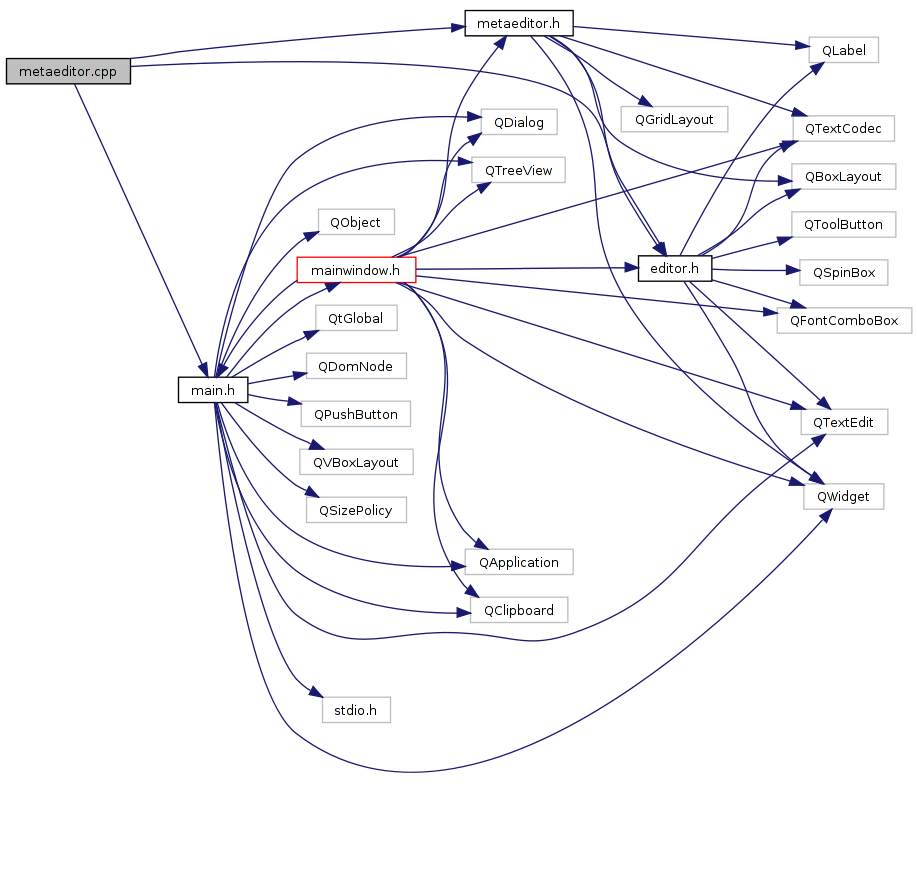 metaeditor.h
QLabel
metaeditor.cpp
QGridLayout
QDialog
QTextCodec
QTreeView
QBoxLayout
QObject
QToolButton
mainwindow.h
editor.h
QSpinBox
QtGlobal
QFontComboBox
QDomNode
main.h
QPushButton
QTextEdit
QVBoxLayout
QWidget
QSizePolicy
QApplication
QClipboard
stdio.h